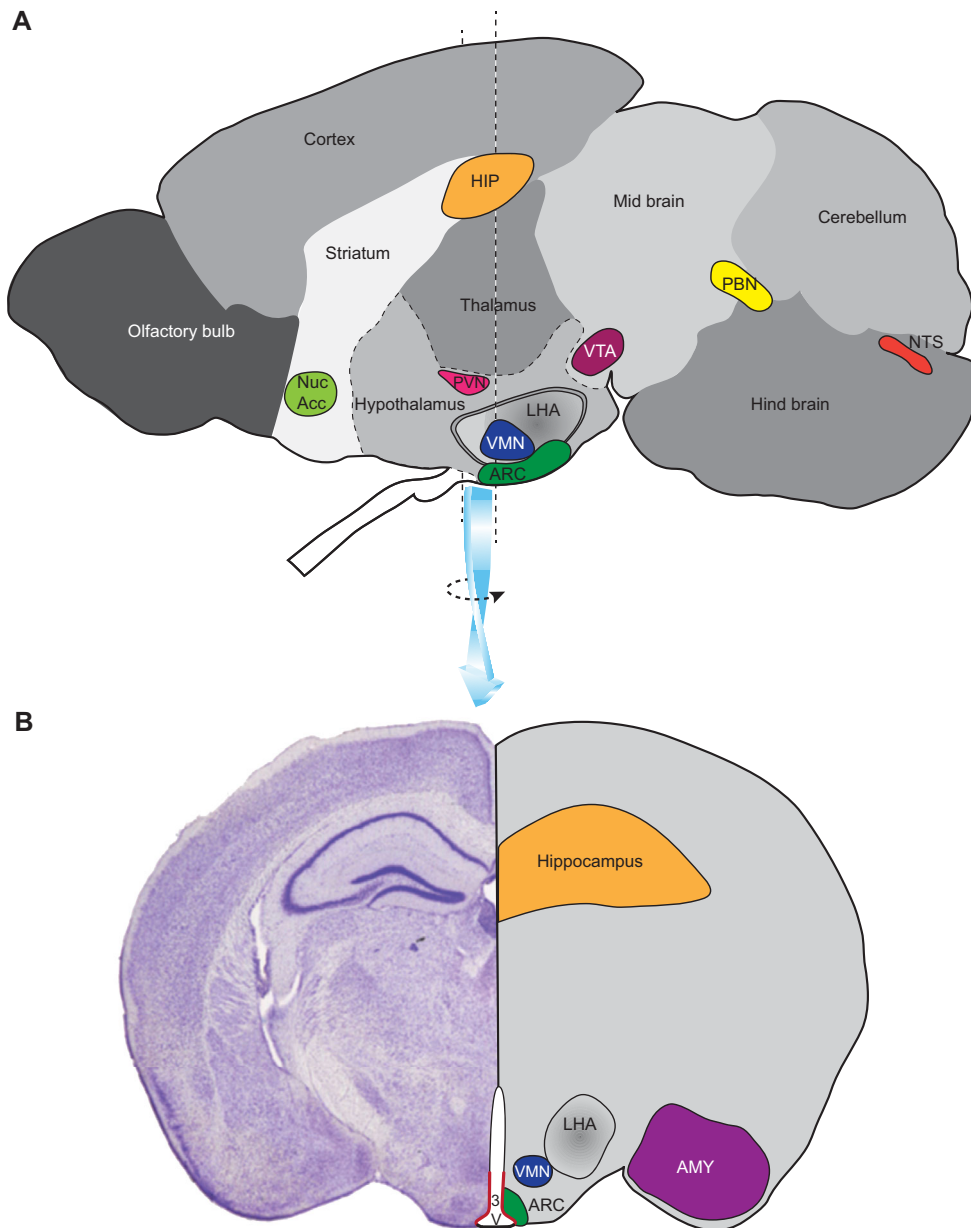 A
Cortex
HIP
Mid brain
Cerebellum
Striatum
PBN
Thalamus
Olfactory bulb
NTS
VTA
Nuc
Acc
PVN
Hypothalamus
LHA
Hind brain
VMN
ARC
B
Hippocampus
LHA
AMY
VMN
3
V
ARC